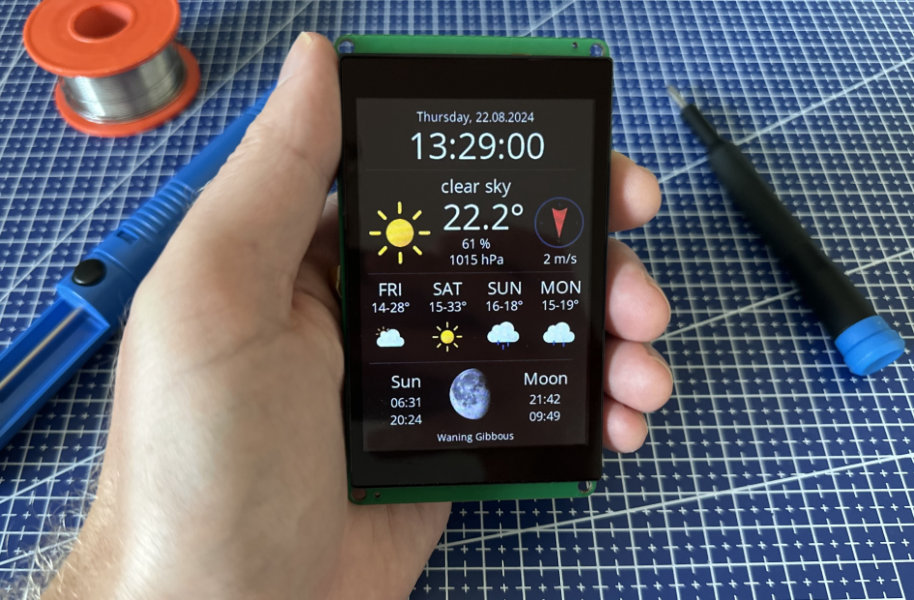 Thursday, 22.08.2024
13:29:00
clear sky
22.2°
61 %
1015 hPa
2 m/s
FRI SAT SUN MON
14-28° 15-33° 16-18° 15-19°
Sun Moon
06:31 21:42
20:24 09:49
Waning Gibbous